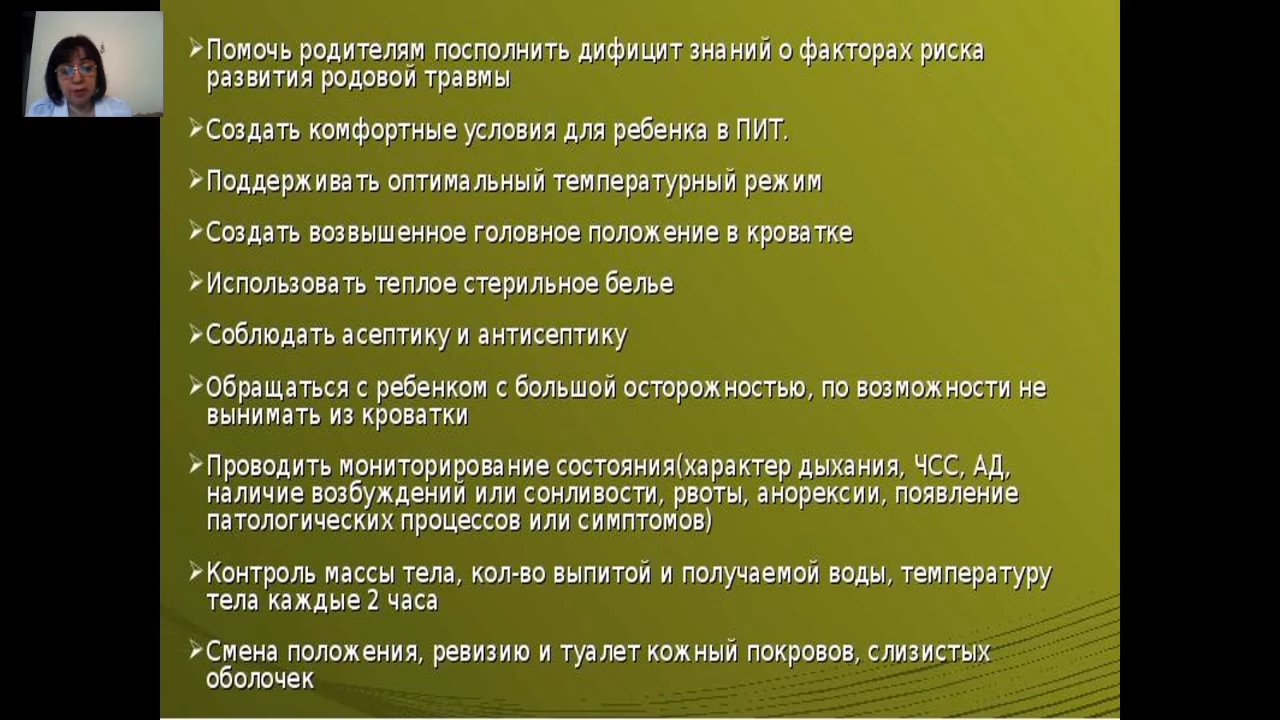 Помочь родителям посполнить дифицит знаний о факторах риска
развития родовой травмы
Создать комфортные условия для ребенка в ПИТ.
Поддерживать оптимальный температурный режим
Создать возвышенное головное положение в кроватке
Использовать теплое стерильное белье
Соблюдать асептику и антисептику
Обращаться с ребенком с большой осторожностью, по возможности не
вынимать из кроватки
Проводить мониторирование состояния(характер дыхания, ЧСС, АД,
наличие возбуждений или сонливости, рвоты, анорексии, появление
патологических процессов или симптомов)
Контроль массы тела, кол-во выпитой и получаемой воды, температуру
тела каждые 2 часа
Смена положения, ревизию и туалет кожный покровов, слизистых
оболочек